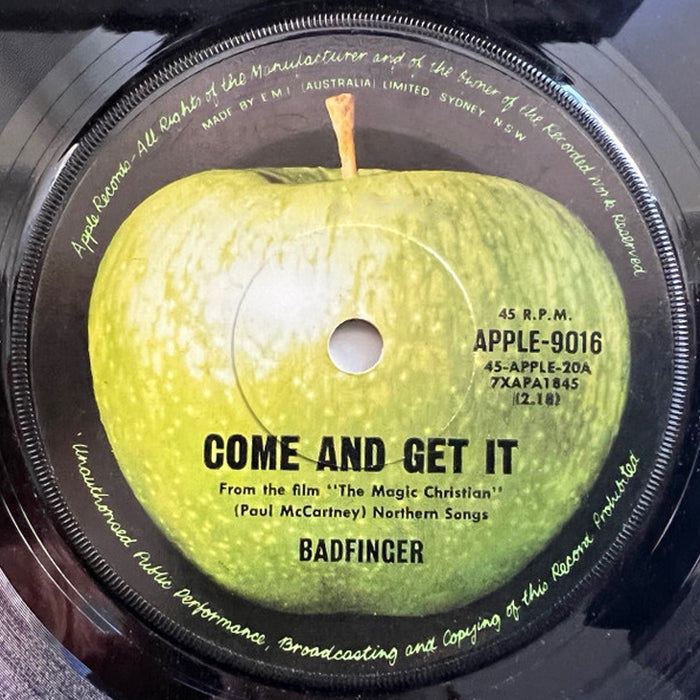 Apple Records - All Rights of the Manufacturer and of the Owner of the Recorded Work Reserved
MADE BY E.M.I. (AUSTRALIA) LIMITED. SYDNEY N.S.W
45 R.P.M.
APPLE-9016
45-APPLE-20A
7XAPA1845
(2.18)
COME AND GET IT
From the film "The Magic Christian"
(Paul McCartney) Northern Songs
BADFINGER
Unauthorised Public Performance, Broadcasting and Copying of this Record Prohibited